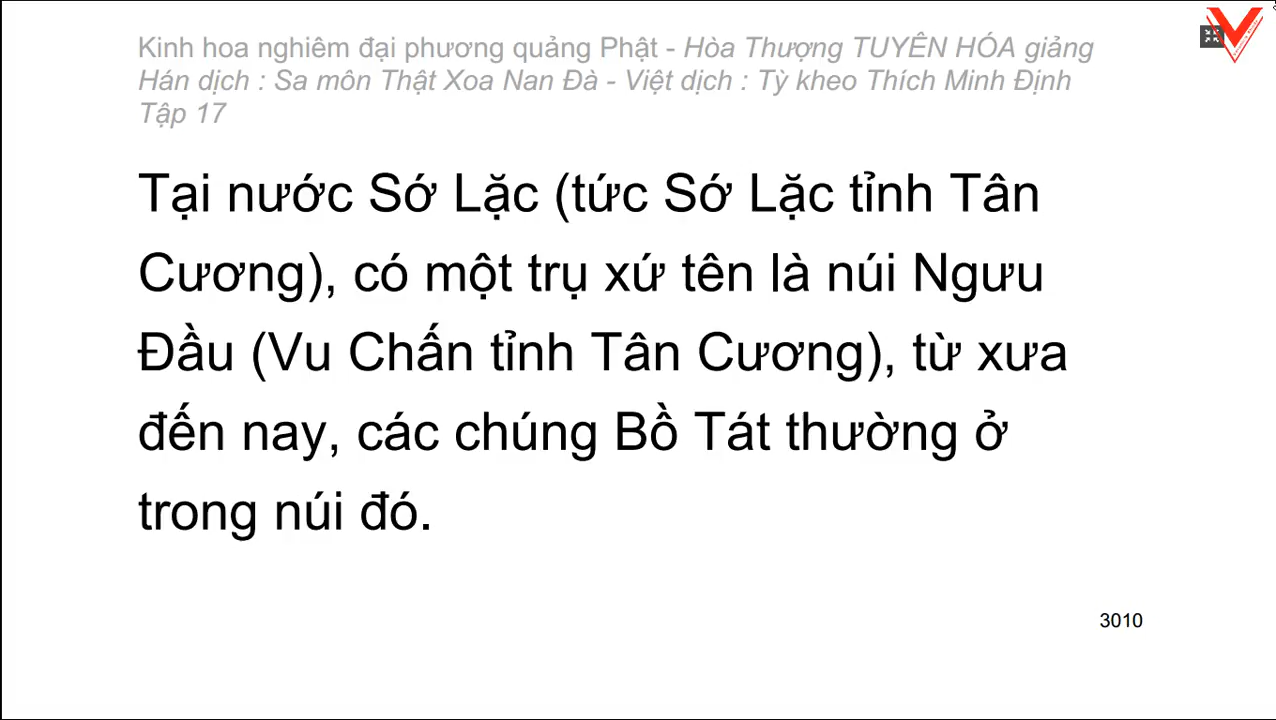 Kinh hoa nghiêm đại phương quảng Phật - Hòa Thượng TUYÊN HÓA giảng
Hán dịch : Sa môn Thật Xoa Nan Đà - Việt dịch : Tỳ kheo Thích Minh Định
Tập 17
Tại nước Sớ Lặc (tức Sớ Lặc tỉnh Tân
Cương), có một trụ xứ tên là núi Ngưu
Đầu (Vu Chấn tỉnh Tân Cương), từ xưa
đến nay, các chúng Bồ Tát thường ở
trong núi đó.
3010